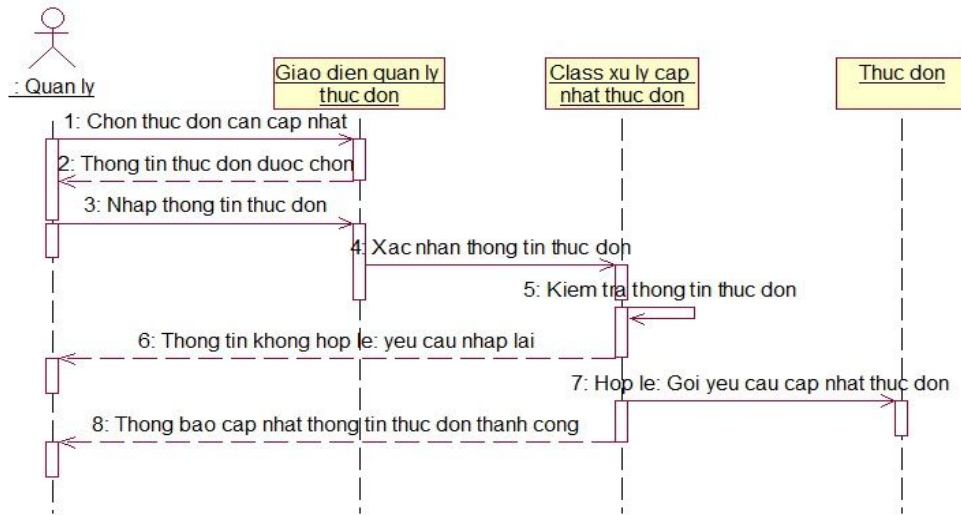 : Quan ly
Giao dien quan ly
thuc don
Class xu ly cap
nhat thuc don
Thuc don
1: Chon thuc don can cap nhat
2: Thong tin thuc don duoc chon
3: Nhap thong tin thuc don
4: Xac nhan thong tin thuc don
5: Kiem tra thong tin thuc don
6: Thong tin khong hop le: yeu cau nhap lai
7: Hop le: Goi yeu cau cap nhat thuc don
8: Thong bao cap nhat thong tin thuc don thanh cong